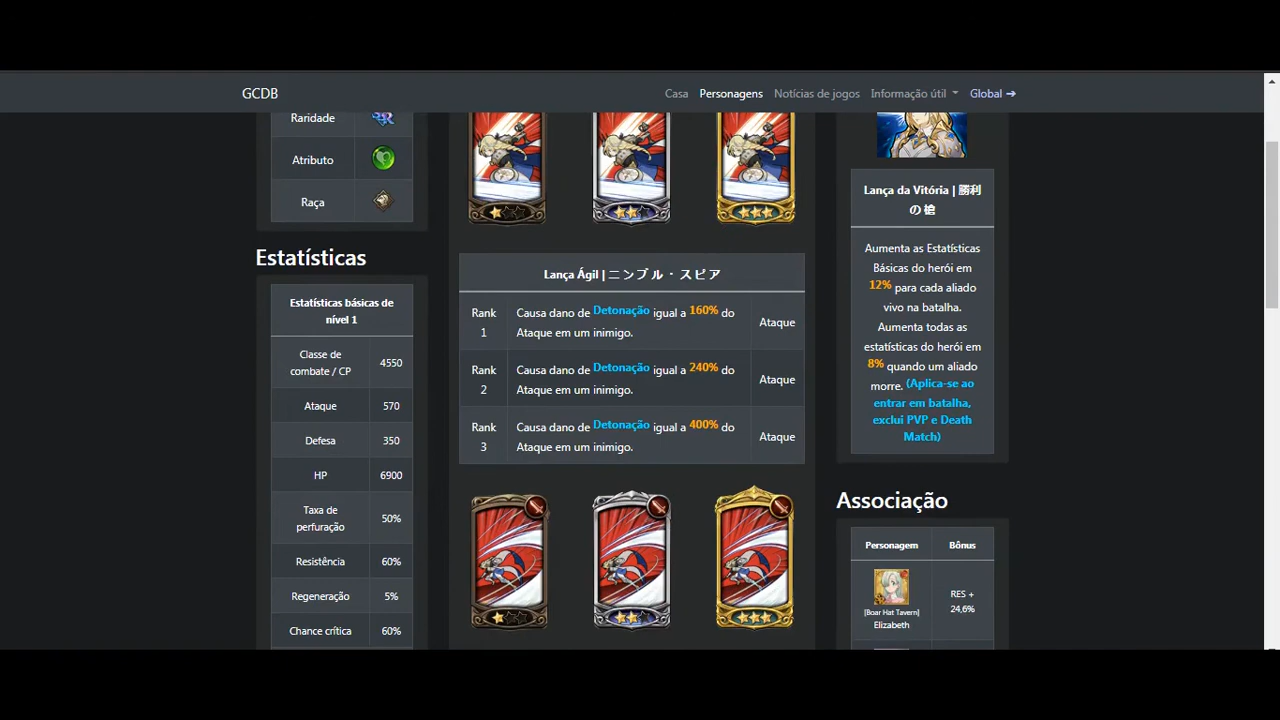 GCDB
Casa Personagens Notícias de jogos Informação útil Global ➔
Raridade
Atributo
Raça
Estatísticas
Estatísticas básicas de
nível 1
Classe de
combate / CP
4550
Ataque 570
Defesa 350
HP 6900
Taxa de
perfuração
50%
Resistência 60%
Regeneração 5%
Chance crítica 60%
Lança Ágil | ニンブル・スピア
Rank
1
Causa dano de Detonação igual a 160% do
Ataque em um inimigo.
Ataque
Rank
2
Causa dano de Detonação igual a 240% do
Ataque em um inimigo.
Ataque
Rank
3
Causa dano de Detonação igual a 400% do
Ataque em um inimigo.
Ataque
Lança da Vitória | 勝利
の槍
Aumenta as Estatísticas
Básicas do herói em
12% para cada aliado
vivo na batalha.
Aumenta todas as
estatísticas do herói em
8% quando um aliado
morre. (Aplica-se ao
entrar em batalha,
exclui PVP e Death
Match)
Associação
Personagem Bônus
[Boar Hat Tavern]
Elizabeth
RES +
24,6%